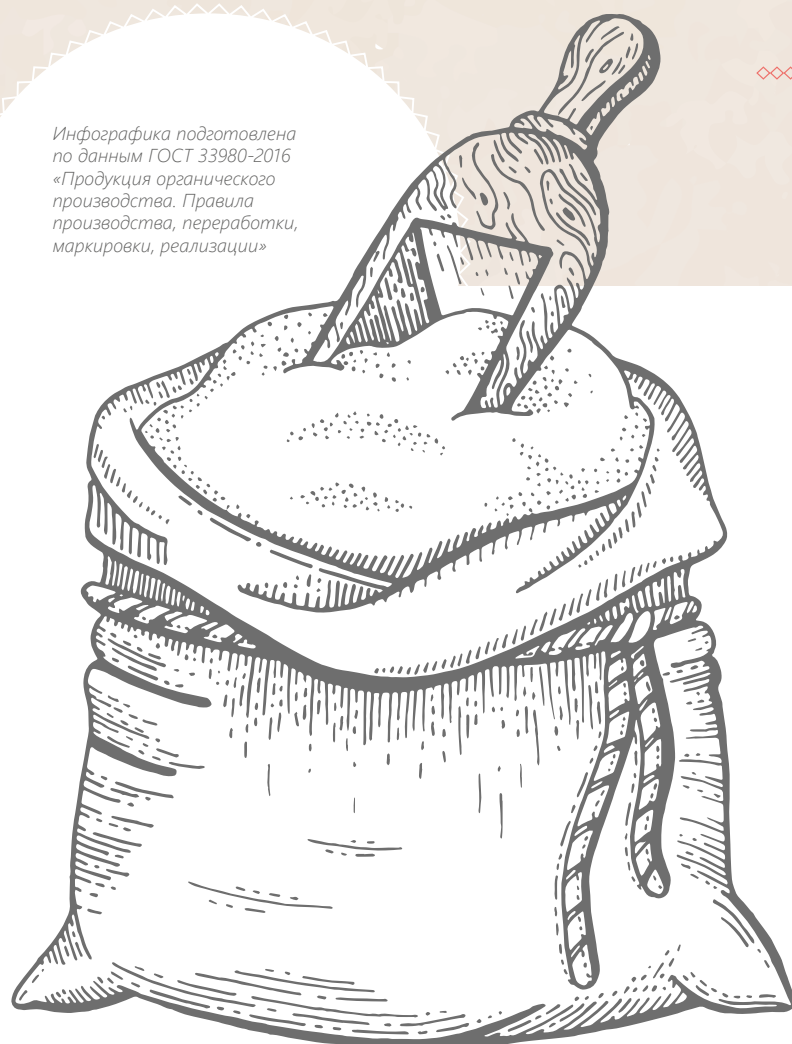 Инфографика подготовлена
по данным ГОСТ 33980-2016
«Продукция органического
производства. Правила
производства, переработки,
маркировки, реализации»